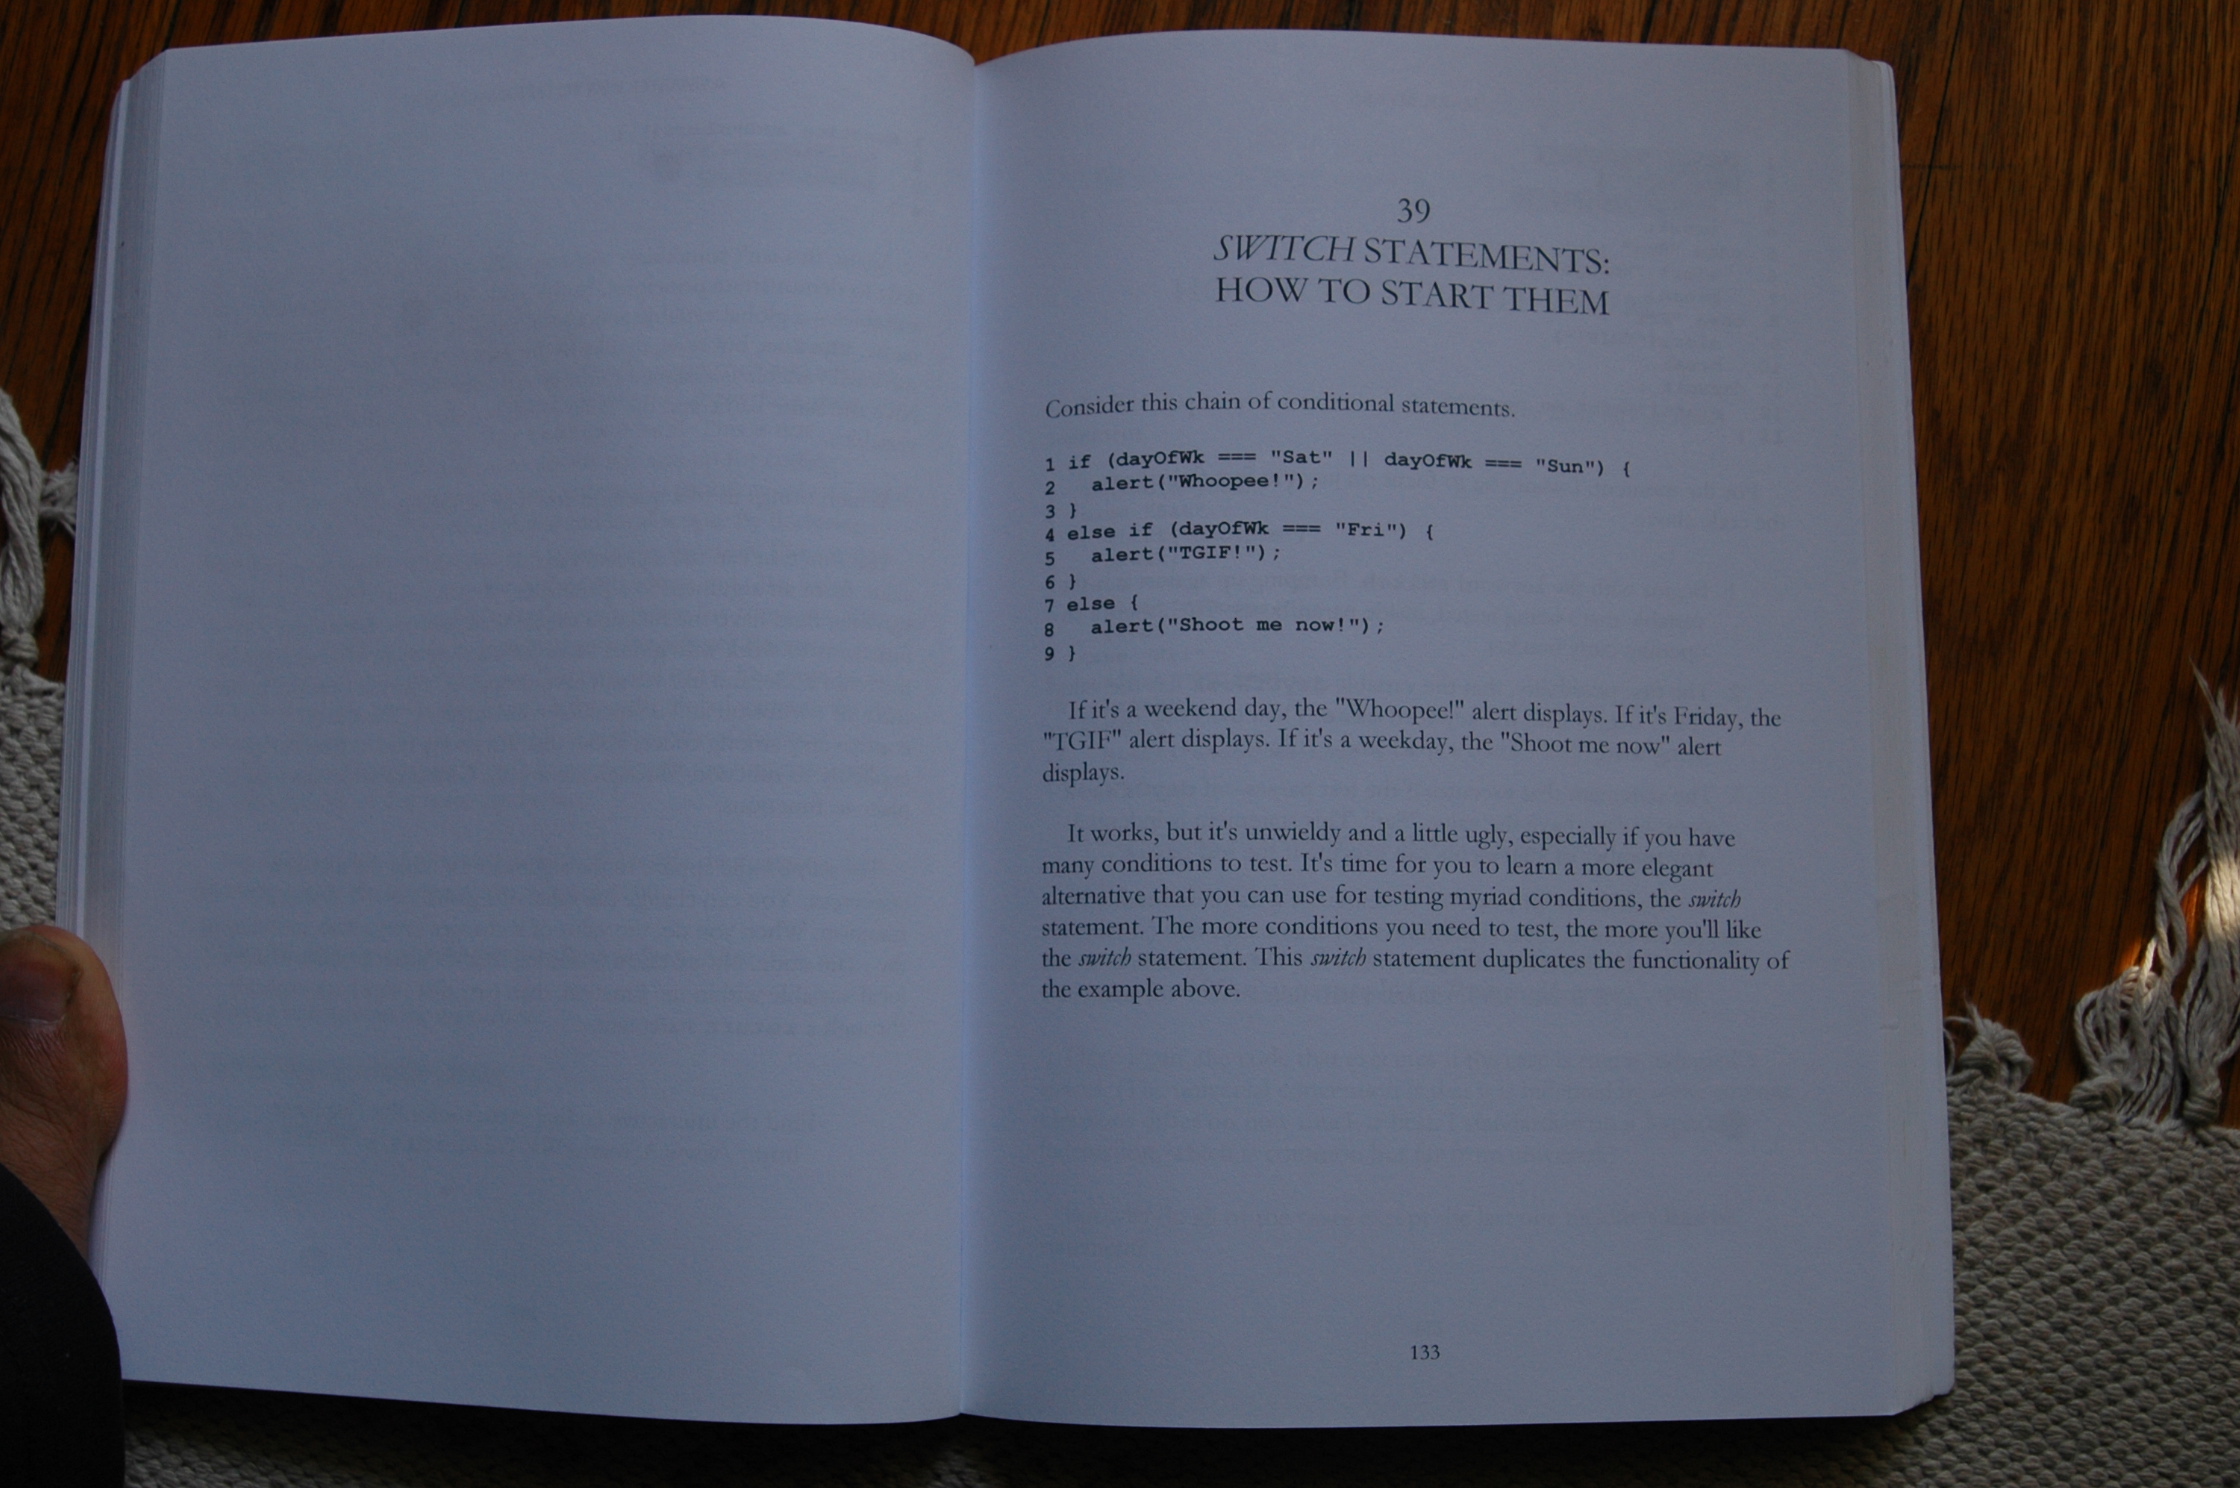 39
SWITCH STATEMENTS:
HOW TO START THEM
Consider this chain of conditional statements.
1 if (dayOfWk === "Sat" || dayOfWk === "Sun") {
2   alert("Whoopee!");
3 }
4 else if (dayOfWk === "Fri") {
5   alert("TGIF!");
6 }
7 else {
8   alert("Shoot me now!");
9 }
If it's a weekend day, the "Whoopee!" alert displays. If it's Friday, the
"TGIF" alert displays. If it's a weekday, the "Shoot me now" alert
displays.
It works, but it's unwieldy and a little ugly, especially if you have
many conditions to test. It's time for you to learn a more elegant
alternative that you can use for testing myriad conditions, the switch
statement. The more conditions you need to test, the more you'll like
the switch statement. This switch statement duplicates the functionality of
the example above.
133